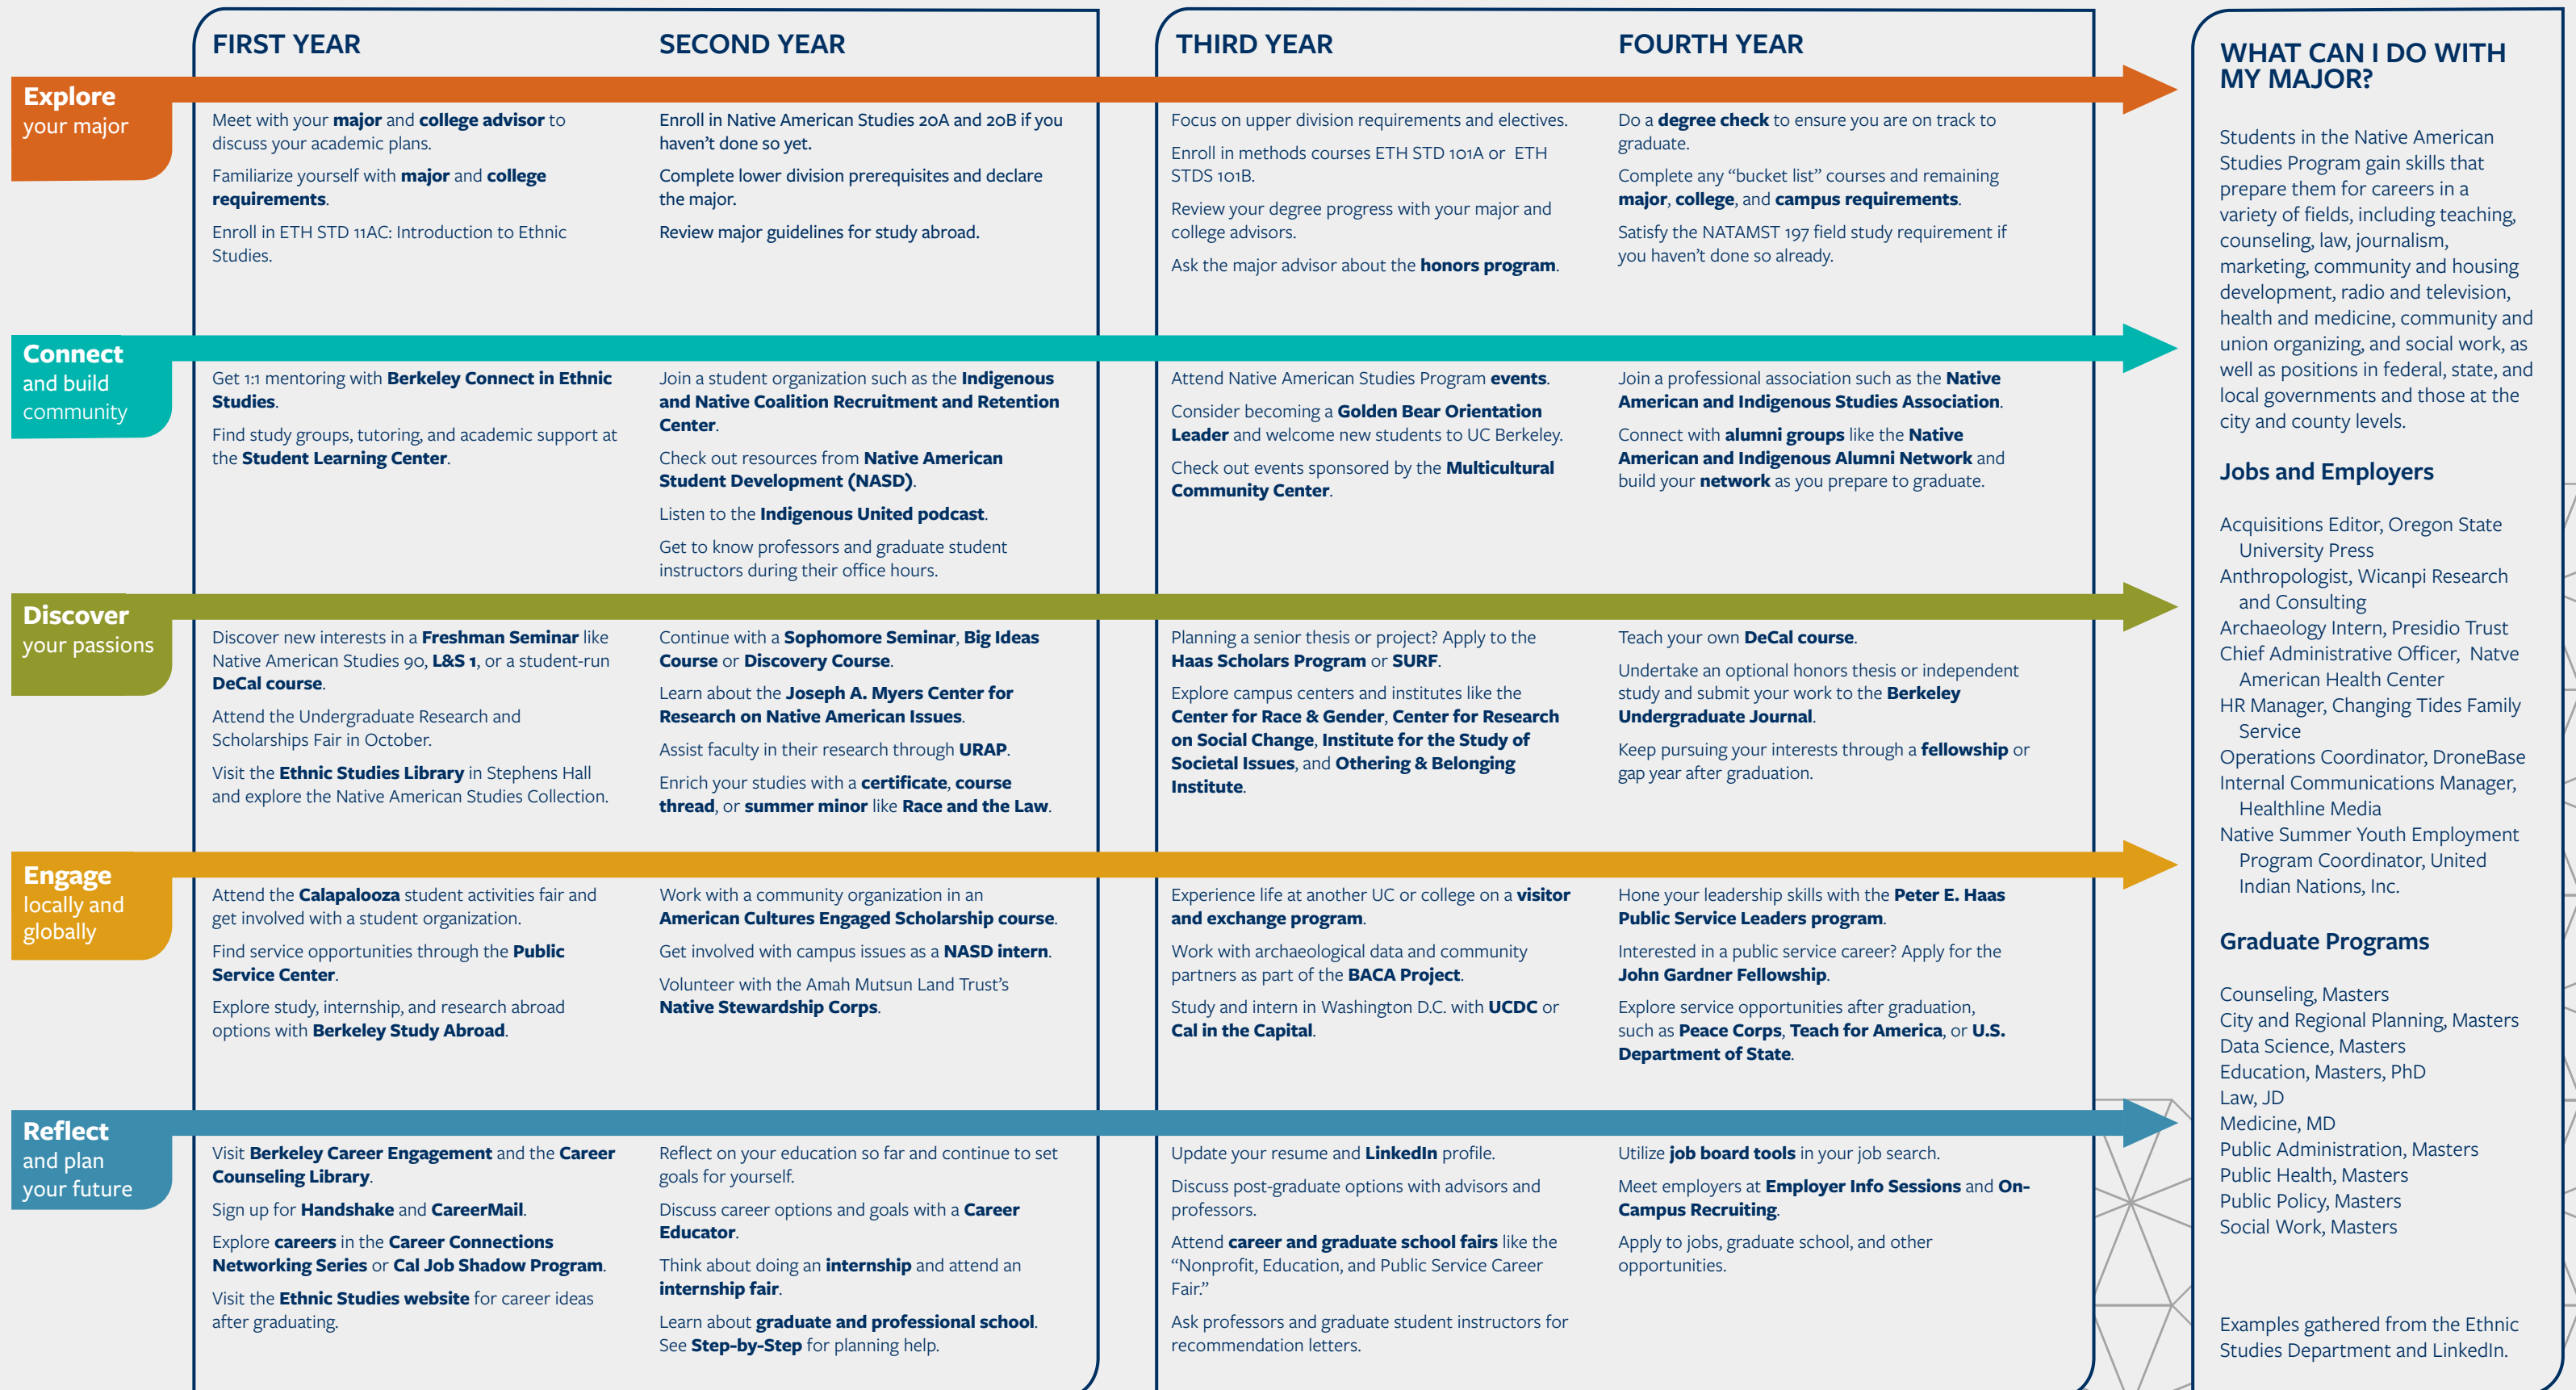 FIRST YEAR
SECOND YEAR
THIRD YEAR
FOURTH YEAR
Explore
your major
Meet with your major and college advisor to
discuss your academic plans.
Familiarize yourself with major and college
requirements.
Enroll in ETH STD 11AC: Introduction to Ethnic
Studies.
Enroll in Native American Studies 20A and 20B if you
haven't done so yet.
Complete lower division prerequisites and declare
the major.
Review major guidelines for study abroad.
Focus on upper division requirements and electives.
Enroll in methods courses ETH STD 101A or ETH
STDS 101B.
Review your degree progress with your major and
college advisors.
Ask the major advisor about the honors program.
Do a degree check to ensure you are on track to
graduate.
Complete any “bucket list” courses and remaining
major, college, and campus requirements.
Satisfy the NATAMST 197 field study requirement if
you haven't done so already.
Connect
and build
community
Get 1:1 mentoring with Berkeley Connect in Ethnic
Studies.
Find study groups, tutoring, and academic support at
the Student Learning Center.
Join a student organization such as the Indigenous
and Native Coalition Recruitment and Retention
Center.
Check out resources from Native American
Student Development (NASD).
Listen to the Indigenous United podcast.
Get to know professors and graduate student
instructors during their office hours.
Attend Native American Studies Program events.
Consider becoming a Golden Bear Orientation
Leader and welcome new students to UC Berkeley.
Check out events sponsored by the Multicultural
Community Center.
Join a professional association such as the Native
American and Indigenous Studies Association.
Connect with alumni groups like the Native
American and Indigenous Alumni Network and
build your network as you prepare to graduate.
Discover
your passions
Discover new interests in a Freshman Seminar like
Native American Studies 90, L&S 1, or a student-run
DeCal course.
Attend the Undergraduate Research and
Scholarships Fair in October.
Visit the Ethnic Studies Library in Stephens Hall
and explore the Native American Studies Collection.
Continue with a Sophomore Seminar, Big Ideas
Course or Discovery Course.
Learn about the Joseph A. Myers Center for
Research on Native American Issues.
Assist faculty in their research through URAP.
Enrich your studies with a certificate, course
thread, or summer minor like Race and the Law.
Planning a senior thesis or project? Apply to the
Haas Scholars Program or SURF.
Explore campus centers and institutes like the
Center for Race & Gender, Center for Research
on Social Change, Institute for the Study of
Societal Issues, and Othering & Belonging
Institute.
Teach your own DeCal course.
Undertake an optional honors thesis or independent
study and submit your work to the Berkeley
Undergraduate Journal.
Keep pursuing your interests through a fellowship or
gap year after graduation.
Engage
locally and
globally
Attend the Calapalooza student activities fair and
get involved with a student organization.
Find service opportunities through the Public
Service Center.
Explore study, internship, and research abroad
options with Berkeley Study Abroad.
Work with a community organization in an
American Cultures Engaged Scholarship course.
Get involved with campus issues as a NASD intern.
Volunteer with the Amah Mutsun Land Trust's
Native Stewardship Corps.
Experience life at another UC or college on a visitor
and exchange program.
Work with archaeological data and community
partners as part of the BACA Project.
Study and intern in Washington D.C. with UCDC or
Cal in the Capital.
Hone your leadership skills with the Peter E. Haas
Public Service Leaders program.
Interested in a public service career? Apply for the
John Gardner Fellowship.
Explore service opportunities after graduation,
such as Peace Corps, Teach for America, or U.S.
Department of State.
Reflect
and plan
your future
Visit Berkeley Career Engagement and the Career
Counseling Library.
Sign up for Handshake and CareerMail.
Explore careers in the Career Connections
Networking Series or Cal Job Shadow Program.
Visit the Ethnic Studies website for career ideas
after graduating.
Reflect on your education so far and continue to set
goals for yourself.
Discuss career options and goals with a Career
Educator.
Think about doing an internship and attend an
internship fair.
Learn about graduate and professional school.
See Step-by-Step for planning help.
Update your resume and LinkedIn profile.
Discuss post-graduate options with advisors and
professors.
Attend career and graduate school fairs like the
“Nonprofit, Education, and Public Service Career
Fair.”
Ask professors and graduate student instructors for
recommendation letters.
Utilize job board tools in your job search.
Meet employers at Employer Info Sessions and On-
Campus Recruiting.
Apply to jobs, graduate school, and other
opportunities.
WHAT CAN I DO WITH
MY MAJOR?
Students in the Native American
Studies Program gain skills that
prepare them for careers in a
variety of fields, including teaching,
counseling, law, journalism,
marketing, community and housing
development, radio and television,
health and medicine, community and
union organizing, and social work, as
well as positions in federal, state, and
local governments and those at the
city and county levels.
Jobs and Employers
Acquisitions Editor, Oregon State
University Press
Anthropologist, Wicanpi Research
and Consulting
Archaeology Intern, Presidio Trust
Chief Administrative Officer, Natve
American Health Center
HR Manager, Changing Tides Family
Service
Operations Coordinator, DroneBase
Internal Communications Manager,
Healthline Media
Native Summer Youth Employment
Program Coordinator, United
Indian Nations, Inc.
Graduate Programs
Counseling, Masters
City and Regional Planning, Masters
Data Science, Masters
Education, Masters, PhD
Law, JD
Medicine, MD
Public Administration, Masters
Public Health, Masters
Public Policy, Masters
Social Work, Masters
Examples gathered from the Ethnic
Studies Department and LinkedIn.